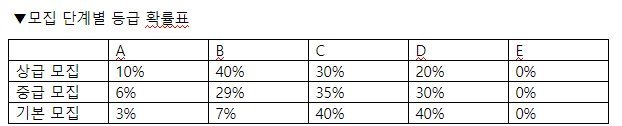 ▼모집 단계별 등급 확률표
A B C D E
상급 모집 10% 40% 30% 20% 0%
중급 모집 6% 29% 35% 30% 0%
기본 모집 3% 7% 40% 40% 0%